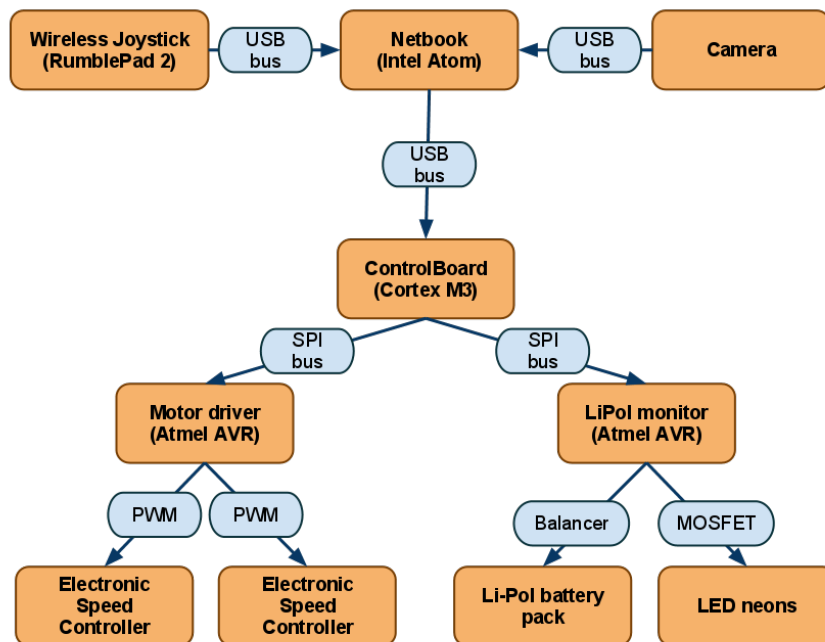 Wireless Joystick
(RumblePad 2)
USB
bus
Netbook
(Intel Atom)
USB
bus
Camera
USB
bus
ControlBoard
(Cortex M3)
SPI
bus
SPI
bus
Motor driver
(Atmel AVR)
LiPol monitor
(Atmel AVR)
PWM
PWM
Balancer
MOSFET
Electronic
Speed
Controller
Electronic
Speed
Controller
Li-Pol battery
pack
LED neons